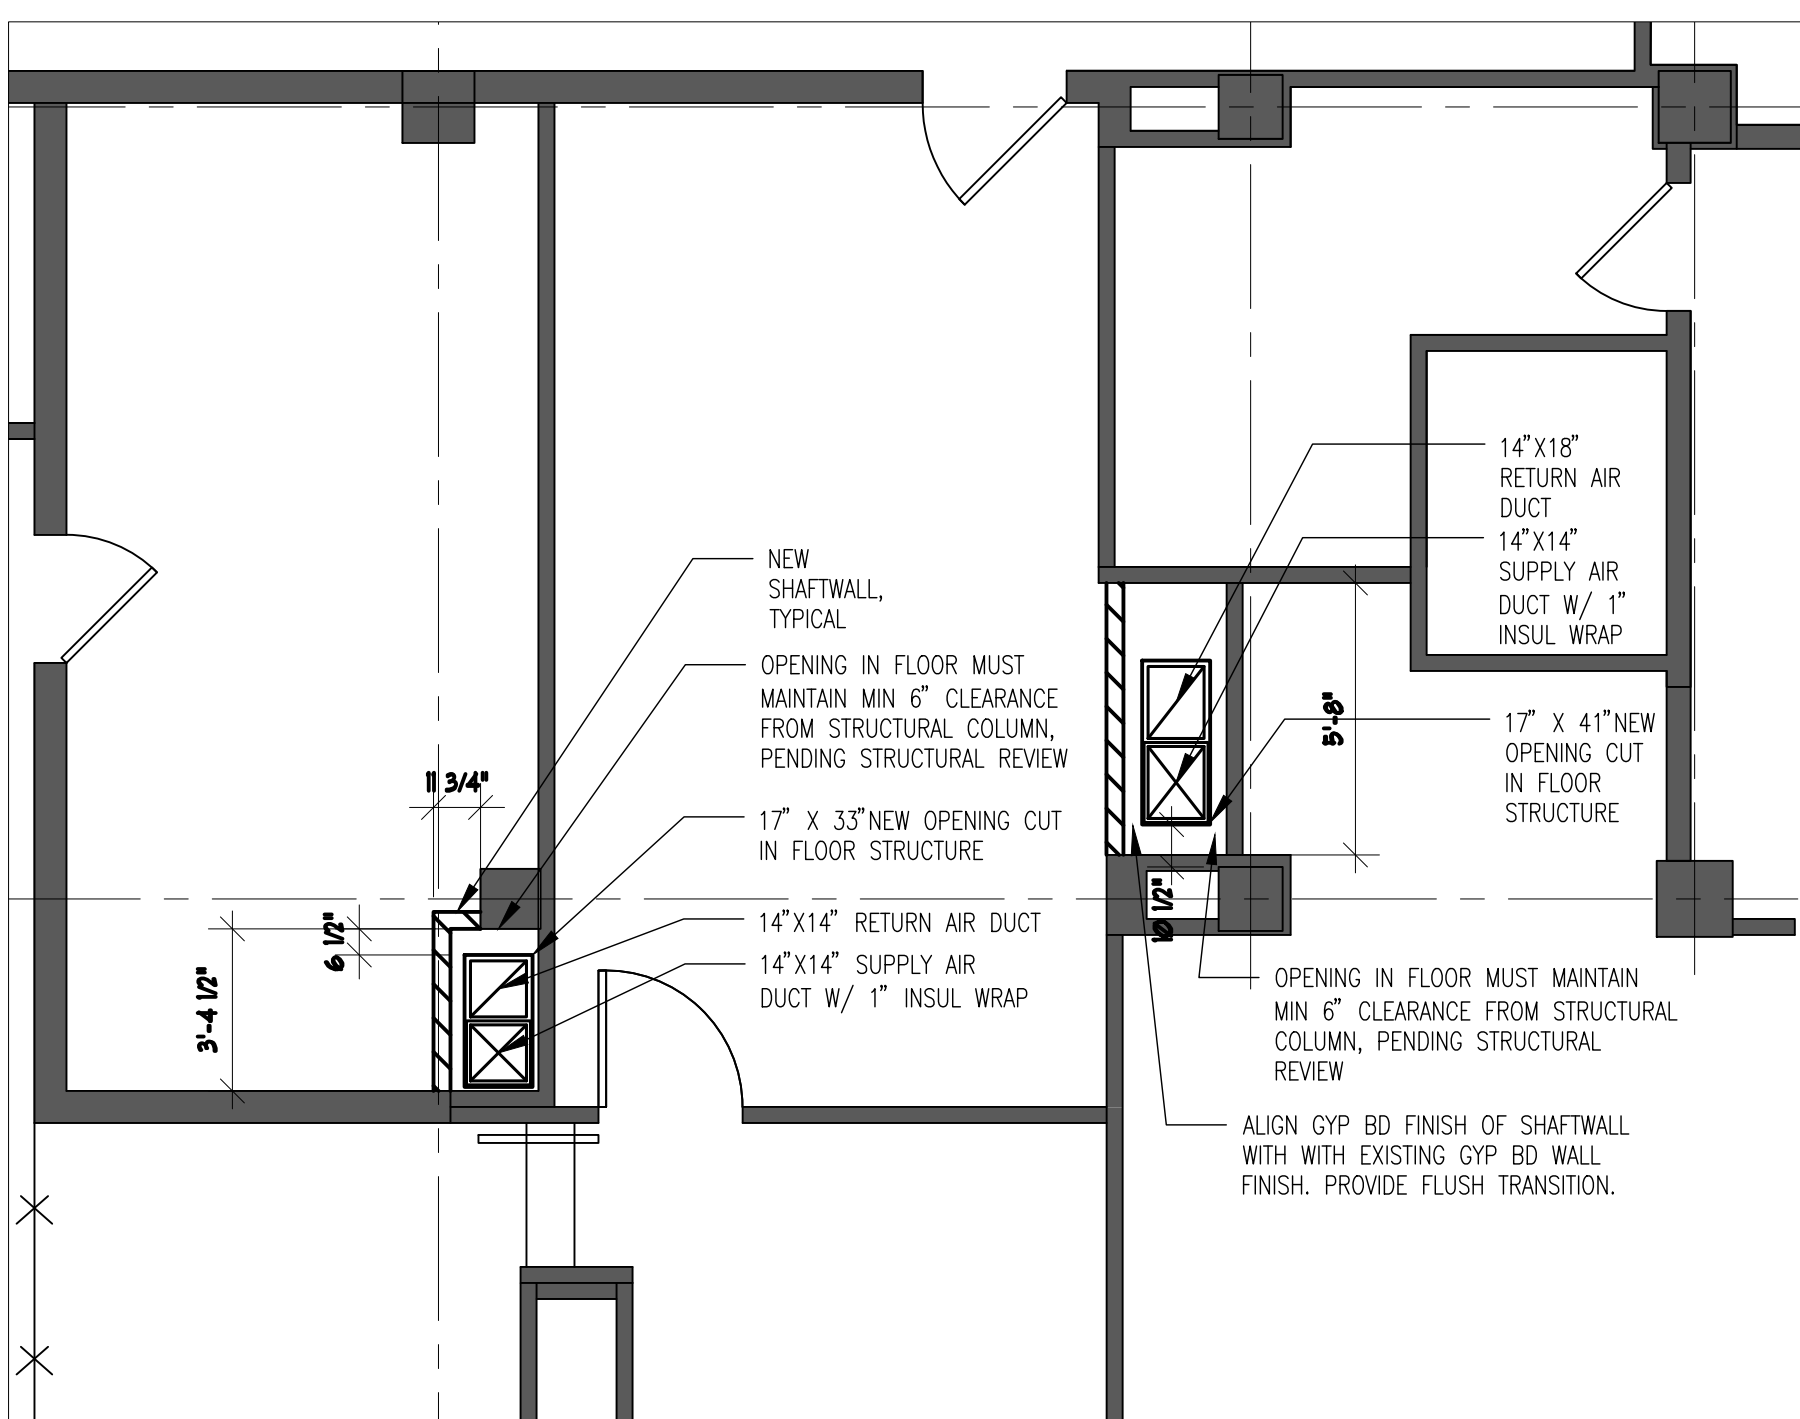 14"X18"
RETURN AIR
DUCT
14"X14"
SUPPLY AIR
DUCT W/ 1"
INSUL WRAP
NEW
SHAFTWALL,
TYPICAL
OPENING IN FLOOR MUST
MAINTAIN MIN 6" CLEARANCE
FROM STRUCTURAL COLUMN,
PENDING STRUCTURAL REVIEW
5'-8"
17" X 41"NEW
OPENING CUT
IN FLOOR
STRUCTURE
11 3/4"
17" X 33"NEW OPENING CUT
IN FLOOR STRUCTURE
14"X14" RETURN AIR DUCT
14"X14" SUPPLY AIR
DUCT W/ 1" INSUL WRAP
6 1/2"
3'-4 1/2"
10 1/2"
OPENING IN FLOOR MUST MAINTAIN
MIN 6" CLEARANCE FROM STRUCTURAL
COLUMN, PENDING STRUCTURAL
REVIEW
ALIGN GYP BD FINISH OF SHAFTWALL
WITH WITH EXISTING GYP BD WALL
FINISH. PROVIDE FLUSH TRANSITION.